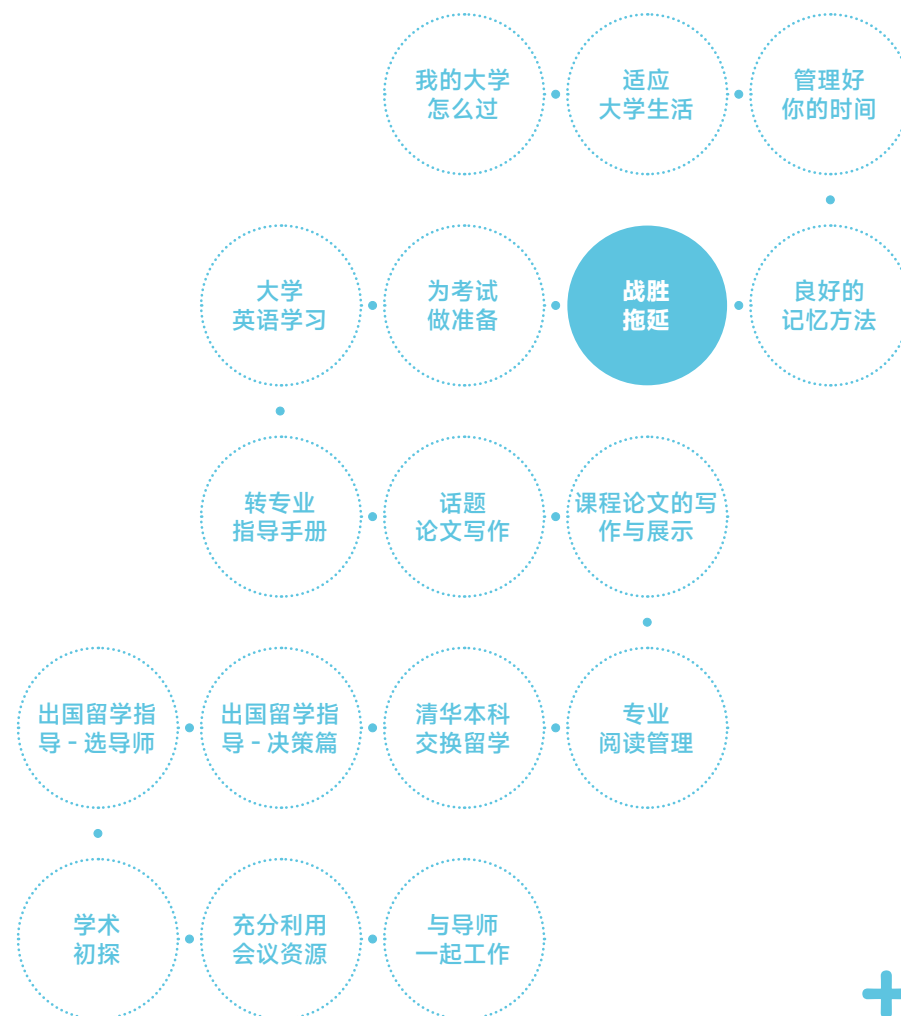 我的大学
怎么过
适应
大学生活
管理好
你的时间
大学
英语学习
为考试
做准备
战胜
拖延
良好的
记忆方法
转专业
指导手册
话题
论文写作
课程论文的写
作与展示
出国留学指
导 - 选导师
出国留学指
导 - 决策篇
清华本科
交换留学
专业
阅读管理
学术
初探
充分利用
会议资源
与导师
一起工作